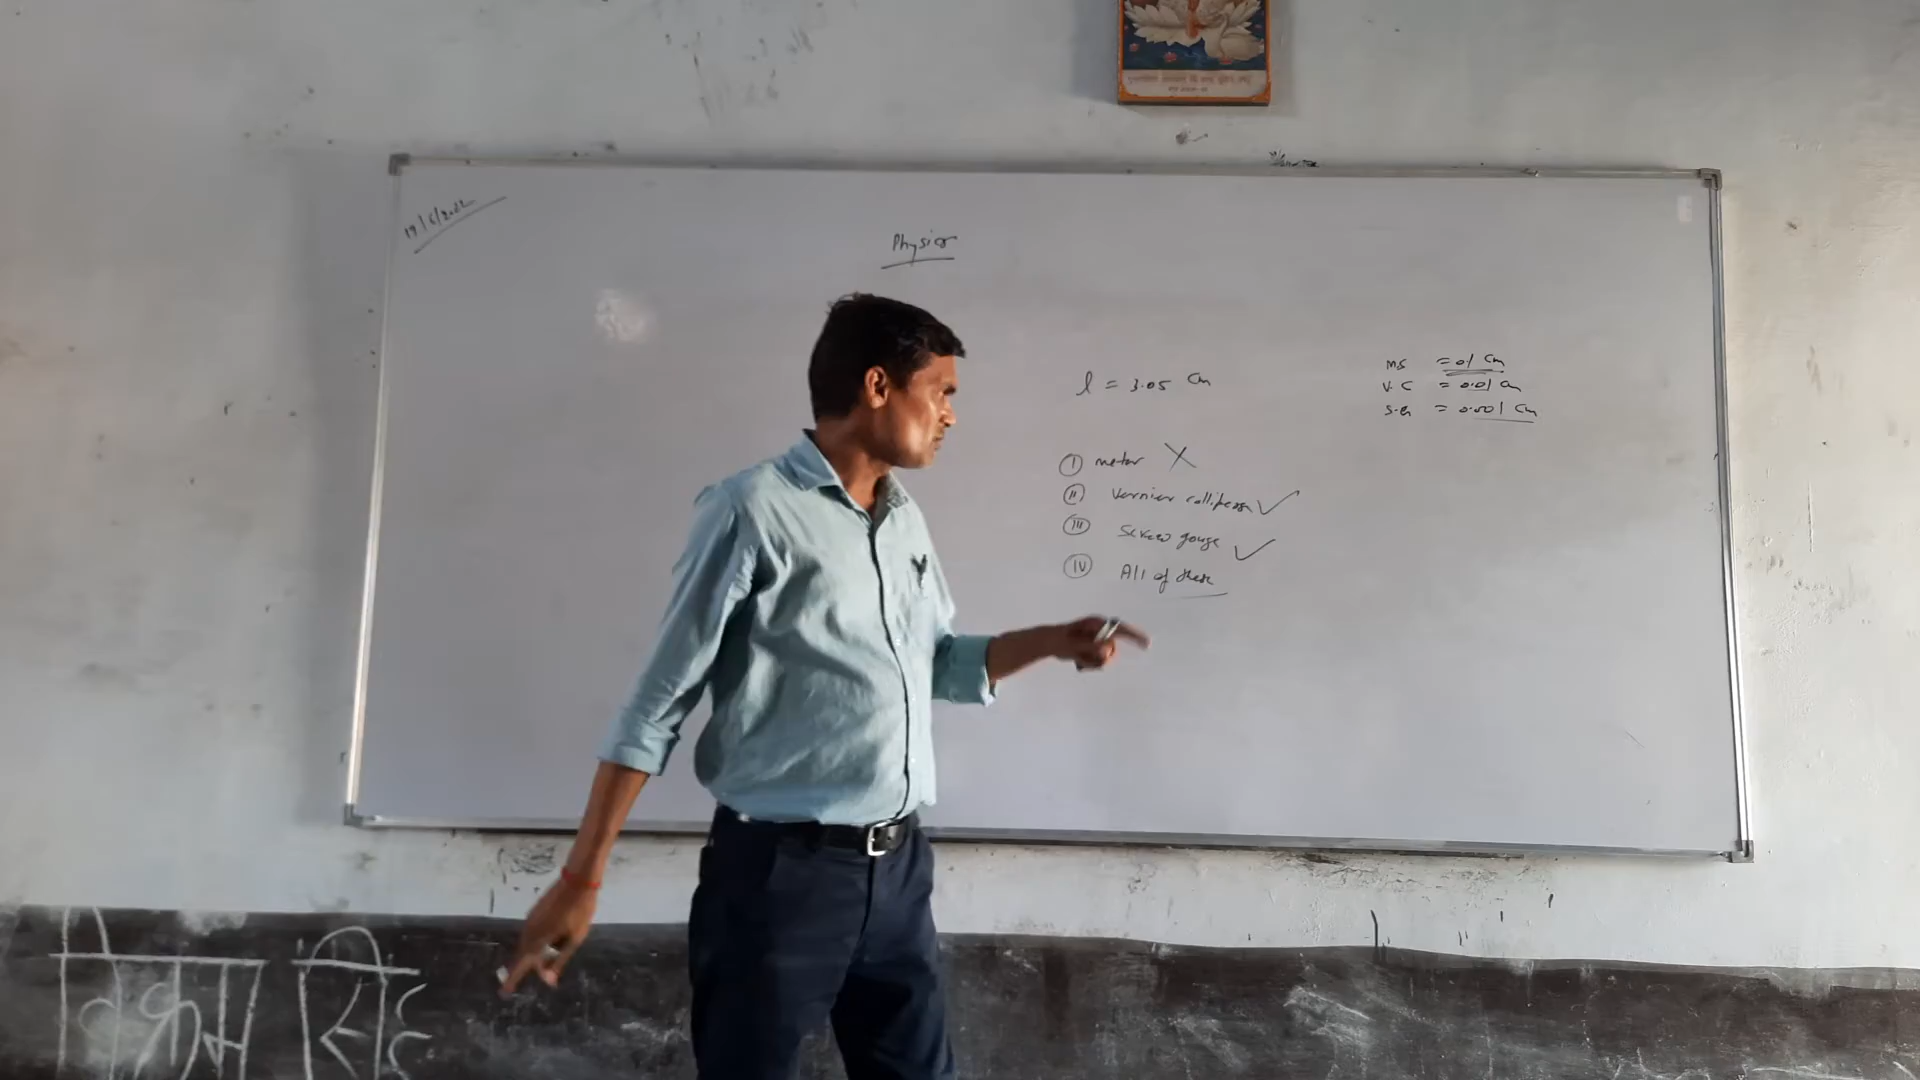 19/6/2022
Physics
l = 3.05 Cm
MS = 0.1 Cm
V.C = 0.01 Cm
S.G = 0.001 Cm
(I) meter X
(II) Vernier callipers ✓
(III) Screw gauge ✓
(IV) All of these
विक्रम सिंह